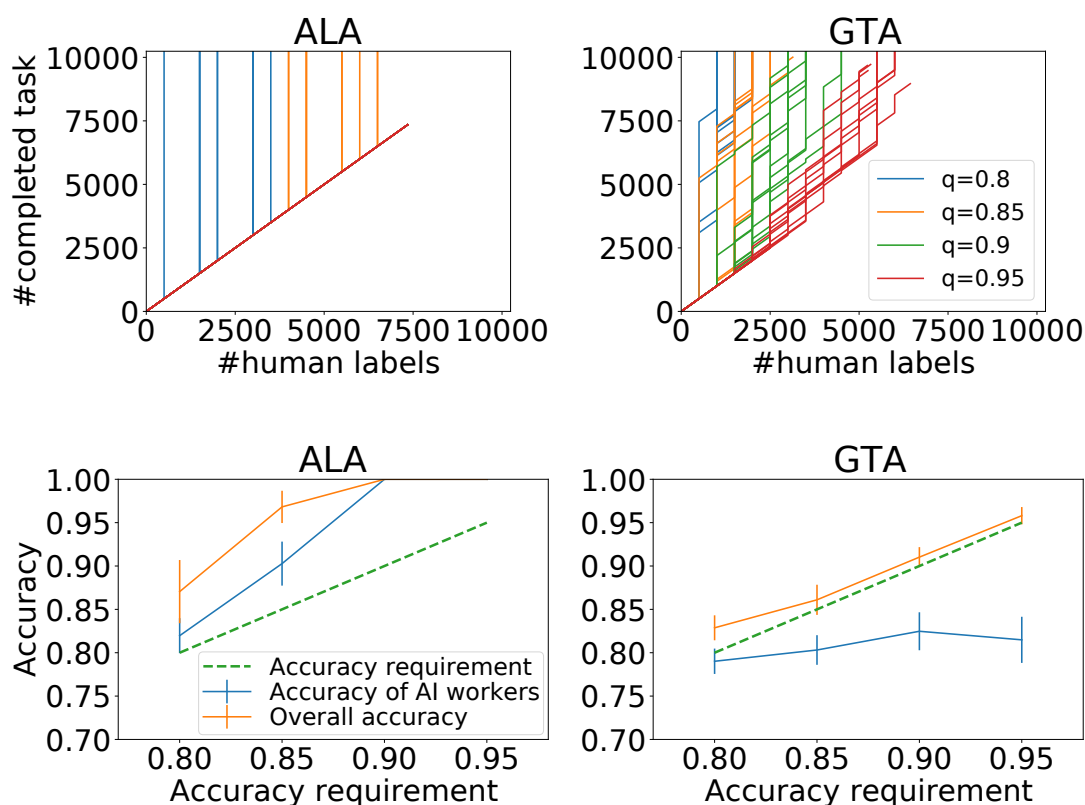 ALA
GTA
#completed task
10000
7500
5000
2500
0
0 2500 5000 7500 10000
#human labels
10000
7500
5000
2500
0
0 2500 5000 7500 10000
#human labels
q=0.8
q=0.85
q=0.9
q=0.95
ALA
GTA
Accuracy
1.00
0.95
0.90
0.85
0.80
0.75
0.70
0.80 0.85 0.90 0.95
Accuracy requirement
Accuracy requirement
Accuracy of AI workers
Overall accuracy
1.00
0.95
0.90
0.85
0.80
0.75
0.70
0.80 0.85 0.90 0.95
Accuracy requirement